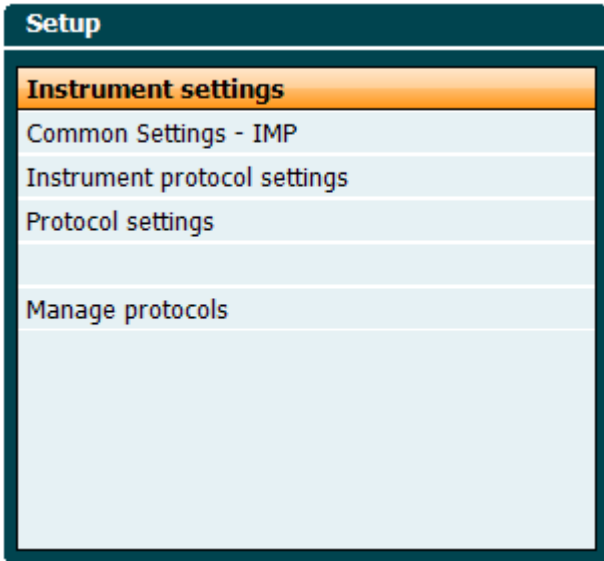 Setup
Instrument settings
Common Settings - IMP
Instrument protocol settings
Protocol settings
Manage protocols